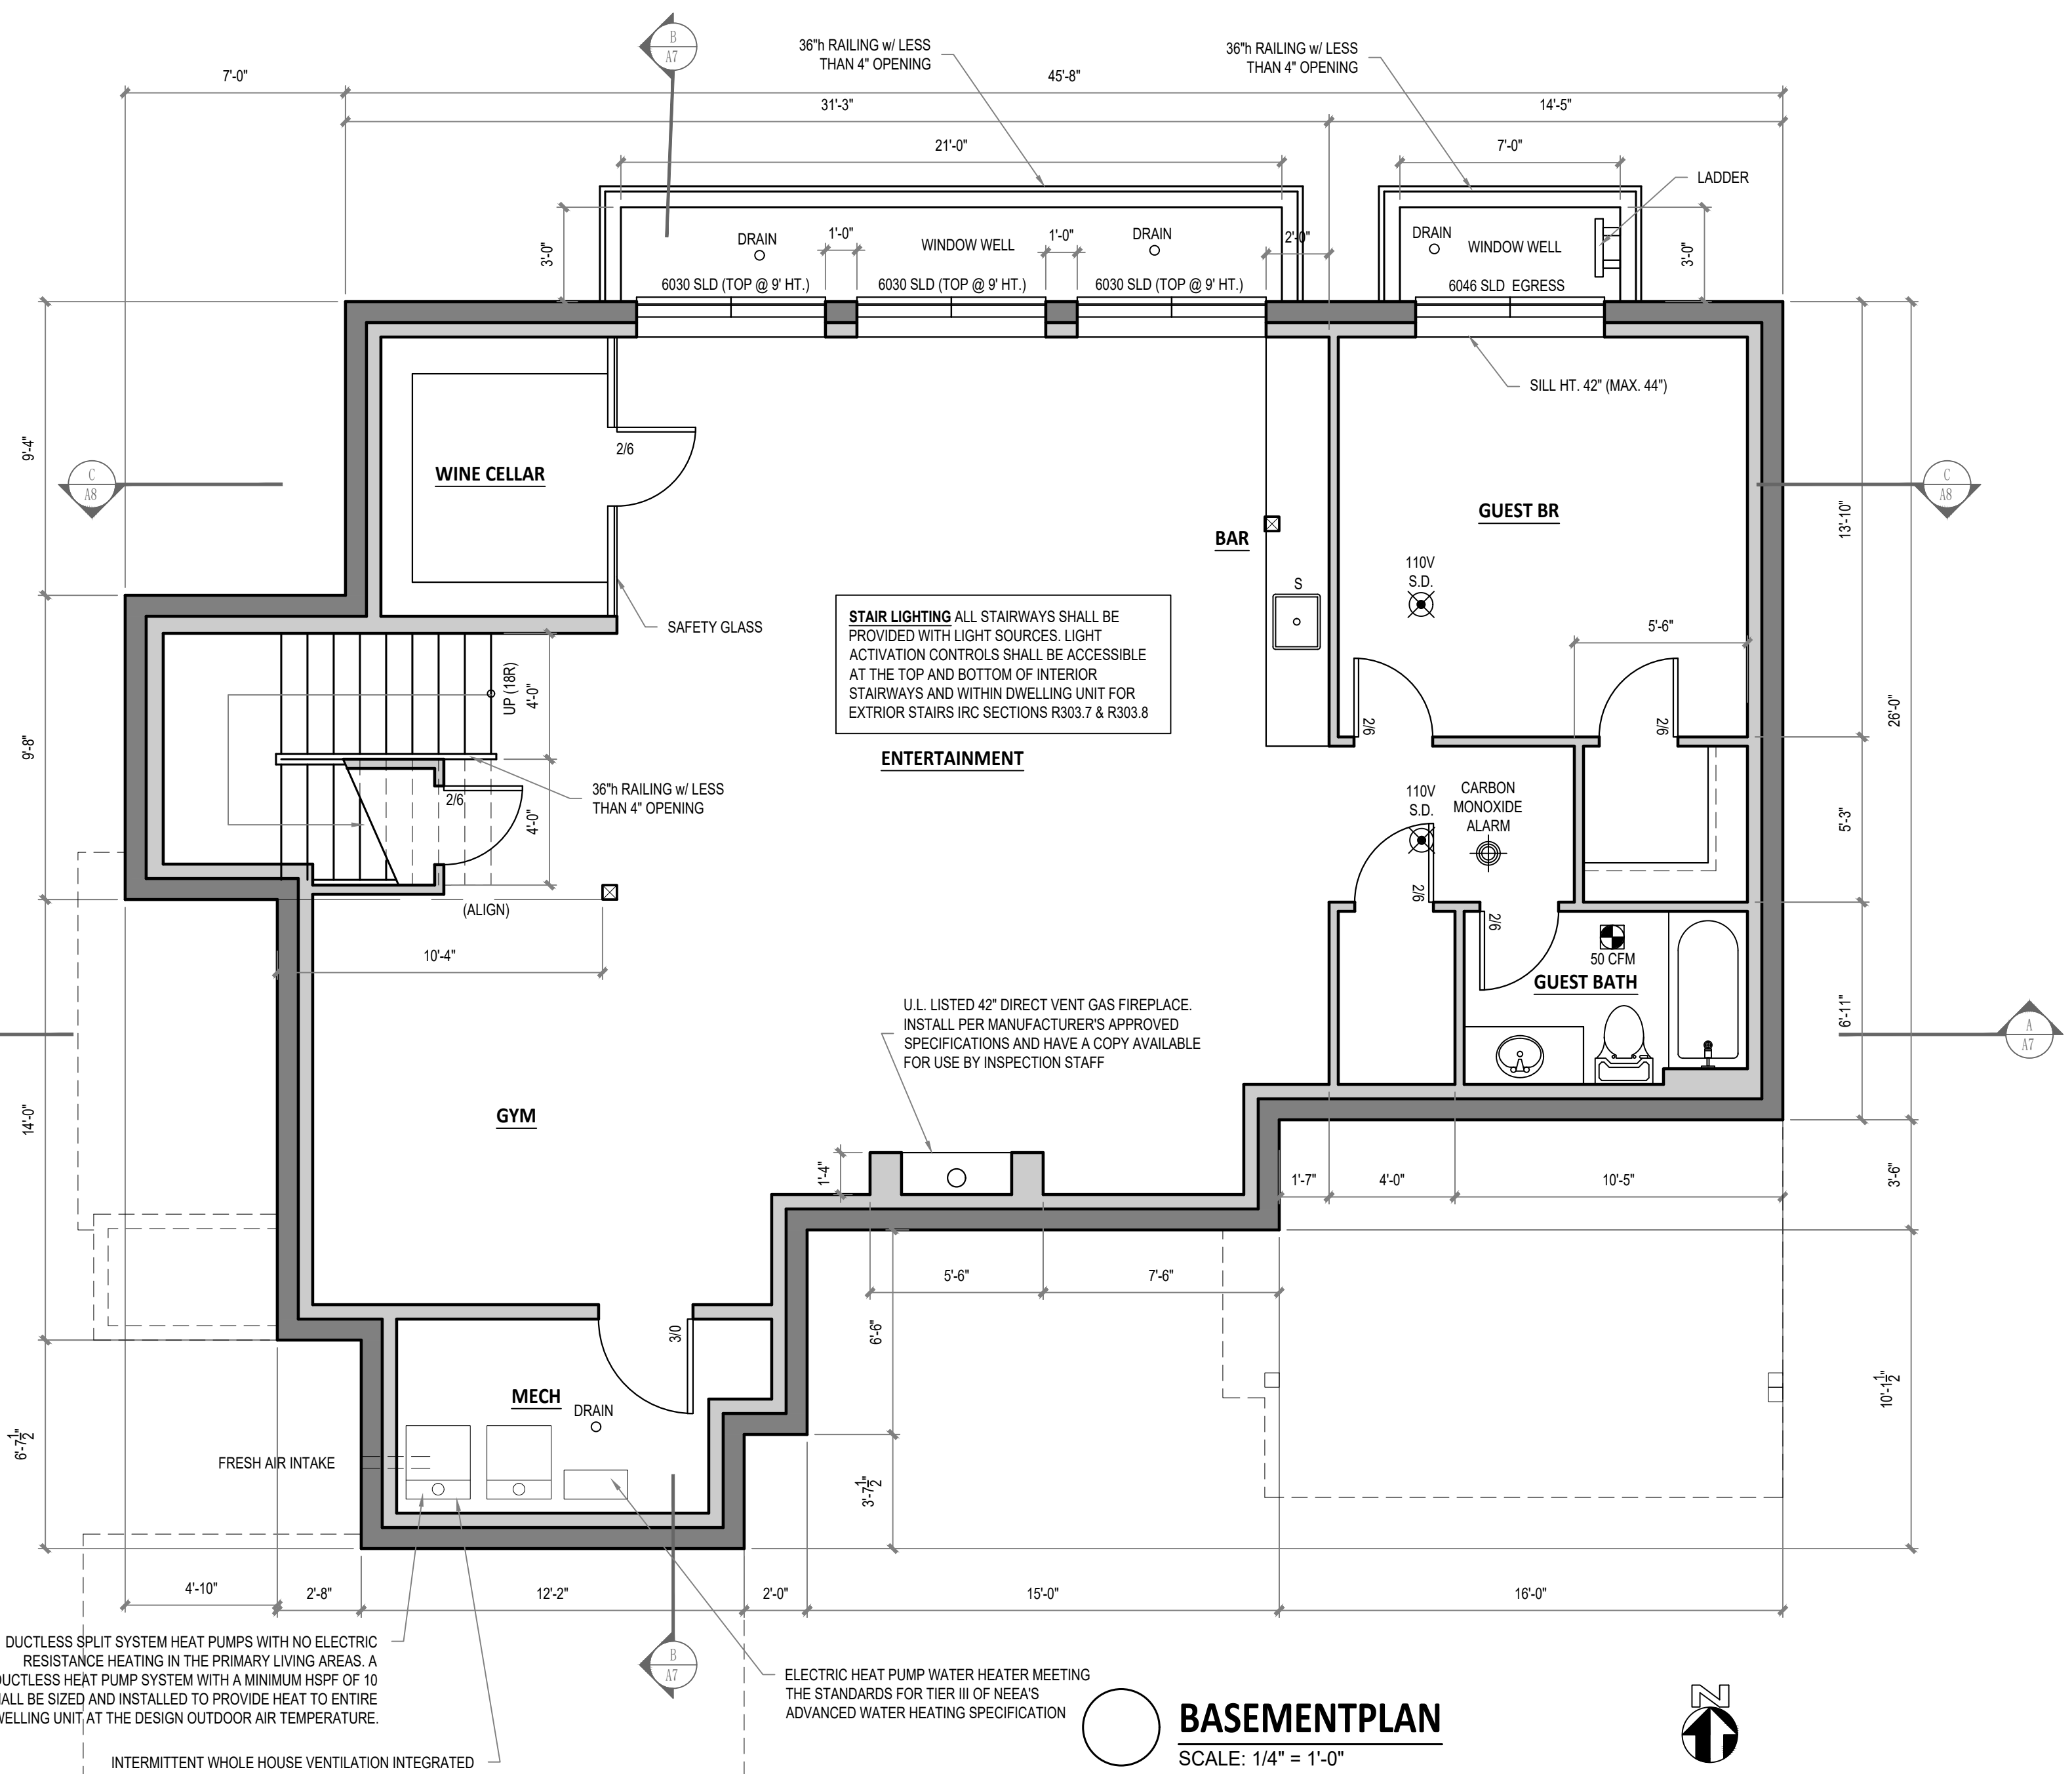 B
A7
36"h RAILING w/ LESS
THAN 4" OPENING
36"h RAILING w/ LESS
THAN 4" OPENING
7'-0"
45'-8"
31'-3"
14'-5"
21'-0"
7'-0"
LADDER
3'-0"
DRAIN
1'-0"
WINDOW WELL
1'-0"
DRAIN
2'-0"
DRAIN
WINDOW WELL
3'-0"
6030 SLD (TOP @ 9' HT.)
6030 SLD (TOP @ 9' HT.)
6030 SLD (TOP @ 9' HT.)
6046 SLD EGRESS
SILL HT. 42" (MAX. 44")
9'-4"
2/6
WINE CELLAR
C
A8
C
A8
GUEST BR
13'-10"
BAR
110V
S.D.
S
SAFETY GLASS
STAIR LIGHTING ALL STAIRWAYS SHALL BE
PROVIDED WITH LIGHT SOURCES. LIGHT
ACTIVATION CONTROLS SHALL BE ACCESSIBLE
AT THE TOP AND BOTTOM OF INTERIOR
STAIRWAYS AND WITHIN DWELLING UNIT FOR
EXTRIOR STAIRS IRC SECTIONS R303.7 & R303.8
5'-6"
UP (18R)
4'-0"
2/6
2/6
26'-0"
9'-8"
ENTERTAINMENT
36"h RAILING w/ LESS
THAN 4" OPENING
2/6
4'-0"
110V
S.D.
CARBON
MONOXIDE
ALARM
5'-3"
2/6
2/6
(ALIGN)
10'-4"
50 CFM
GUEST BATH
U.L. LISTED 42" DIRECT VENT GAS FIREPLACE.
INSTALL PER MANUFACTURER'S APPROVED
SPECIFICATIONS AND HAVE A COPY AVAILABLE
FOR USE BY INSPECTION STAFF
6'-11"
A
A7
14'-0"
GYM
1'-4"
1'-7"
4'-0"
10'-5"
3'-6"
5'-6"
7'-6"
6'-6"
3/0
MECH
DRAIN
10'-1 1/2"
6'-7 1/2"
FRESH AIR INTAKE
3'-7 1/2"
4'-10"
2'-8"
12'-2"
2'-0"
15'-0"
16'-0"
DUCTLESS SPLIT SYSTEM HEAT PUMPS WITH NO ELECTRIC
RESISTANCE HEATING IN THE PRIMARY LIVING AREAS. A
DUCTLESS HEAT PUMP SYSTEM WITH A MINIMUM HSPF OF 10
BE SIZED AND INSTALLED TO PROVIDE HEAT TO ENTIRE
UNIT AT THE DESIGN OUTDOOR AIR TEMPERATURE.
INTERMITTENT WHOLE HOUSE VENTILATION INTEGRATED
B
A7
ELECTRIC HEAT PUMP WATER HEATER MEETING
THE STANDARDS FOR TIER III OF NEEA'S
ADVANCED WATER HEATING SPECIFICATION
BASEMENTPLAN
SCALE: 1/4" = 1'-0"
N